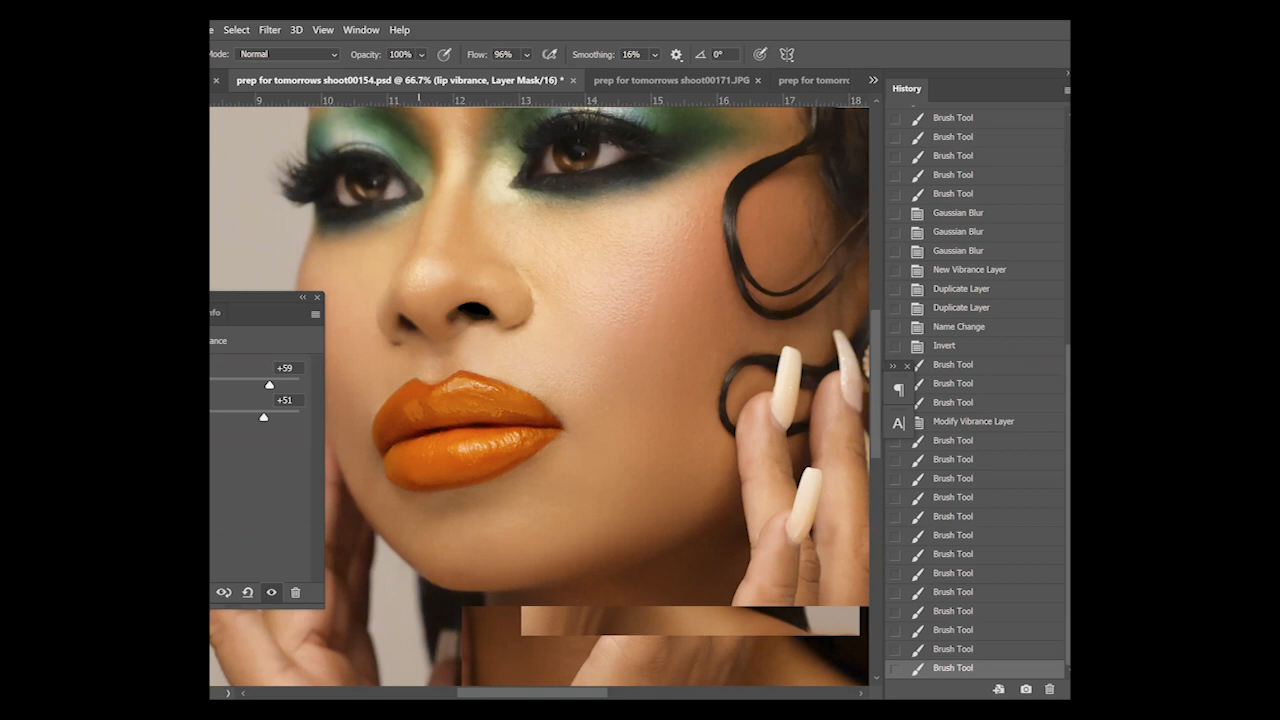 e Select Filter 3D View Window Help
Mode: Normal Opacity: 100% Flow: 96% Smoothing: 16% 0°
prep for tomorrows shoot00154.psd @ 66.7% (lip vibrance, Layer Mask/16) * prep for tomorrows shoot00171.JPG prep for tomorrc
9 10 11 12 13 14 15 16 17 18
History
Brush Tool
Brush Tool
Brush Tool
Brush Tool
Brush Tool
Gaussian Blur
Gaussian Blur
Gaussian Blur
New Vibrance Layer
Duplicate Layer
Duplicate Layer
Name Change
Invert
Brush Tool
Brush Tool
Brush Tool
Modify Vibrance Layer
Brush Tool
Brush Tool
Brush Tool
Brush Tool
Brush Tool
Brush Tool
Brush Tool
Brush Tool
Brush Tool
Brush Tool
Brush Tool
Brush Tool
Brush Tool
nfo
ance
+59
+51
A